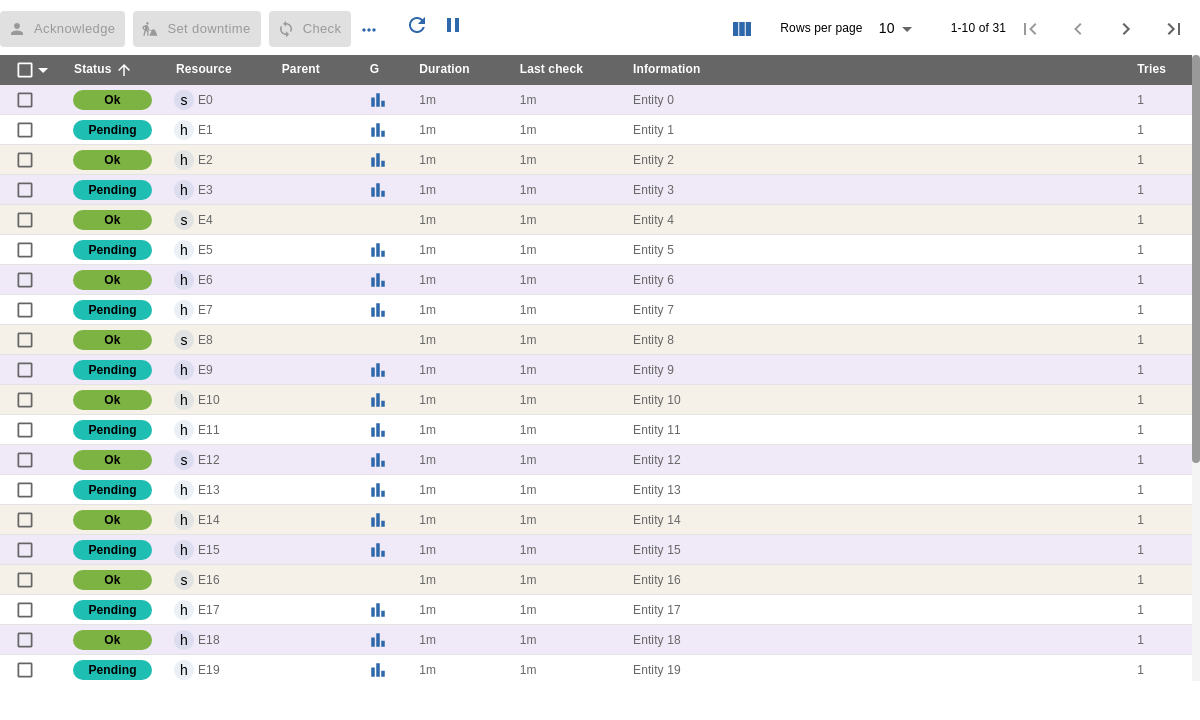 Acknowledge Set downtime Check Rows per page 10 1-10 of 31
Status Resource Parent G Duration Last check Information Tries
Ok s E0 1m 1m Entity 0 1
Pending h E1 1m 1m Entity 1 1
Ok h E2 1m 1m Entity 2 1
Pending h E3 1m 1m Entity 3 1
Ok s E4 1m 1m Entity 4 1
Pending h E5 1m 1m Entity 5 1
Ok h E6 1m 1m Entity 6 1
Pending h E7 1m 1m Entity 7 1
Ok s E8 1m 1m Entity 8 1
Pending h E9 1m 1m Entity 9 1
Ok h E10 1m 1m Entity 10 1
Pending h E11 1m 1m Entity 11 1
Ok s E12 1m 1m Entity 12 1
Pending h E13 1m 1m Entity 13 1
Ok h E14 1m 1m Entity 14 1
Pending h E15 1m 1m Entity 15 1
Ok s E16 1m 1m Entity 16 1
Pending h E17 1m 1m Entity 17 1
Ok h E18 1m 1m Entity 18 1
Pending h E19 1m 1m Entity 19 1